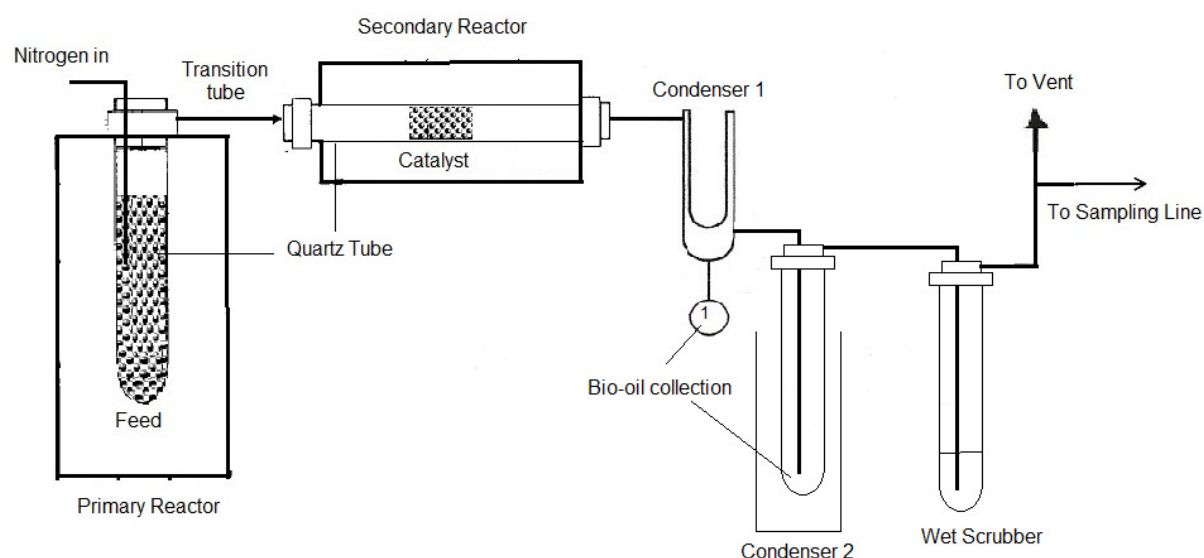 Secondary Reactor
Nitrogen in
Transition
tube
Condenser 1
To Vent
Catalyst
To Sampling Line
Quartz Tube
1
Bio-oil collection
Feed
Primary Reactor
Wet Scrubber
Condenser 2